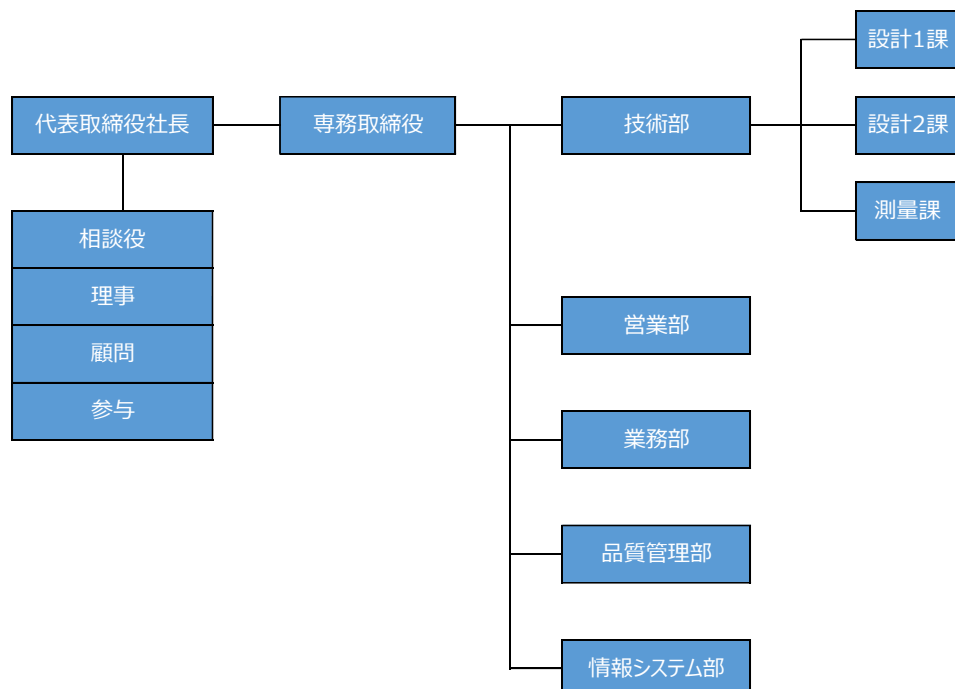 設計1課
代表取締役社長
専務取締役
技術部
設計2課
測量課
相談役
理事
顧問
参与
営業部
業務部
品質管理部
情報システム部